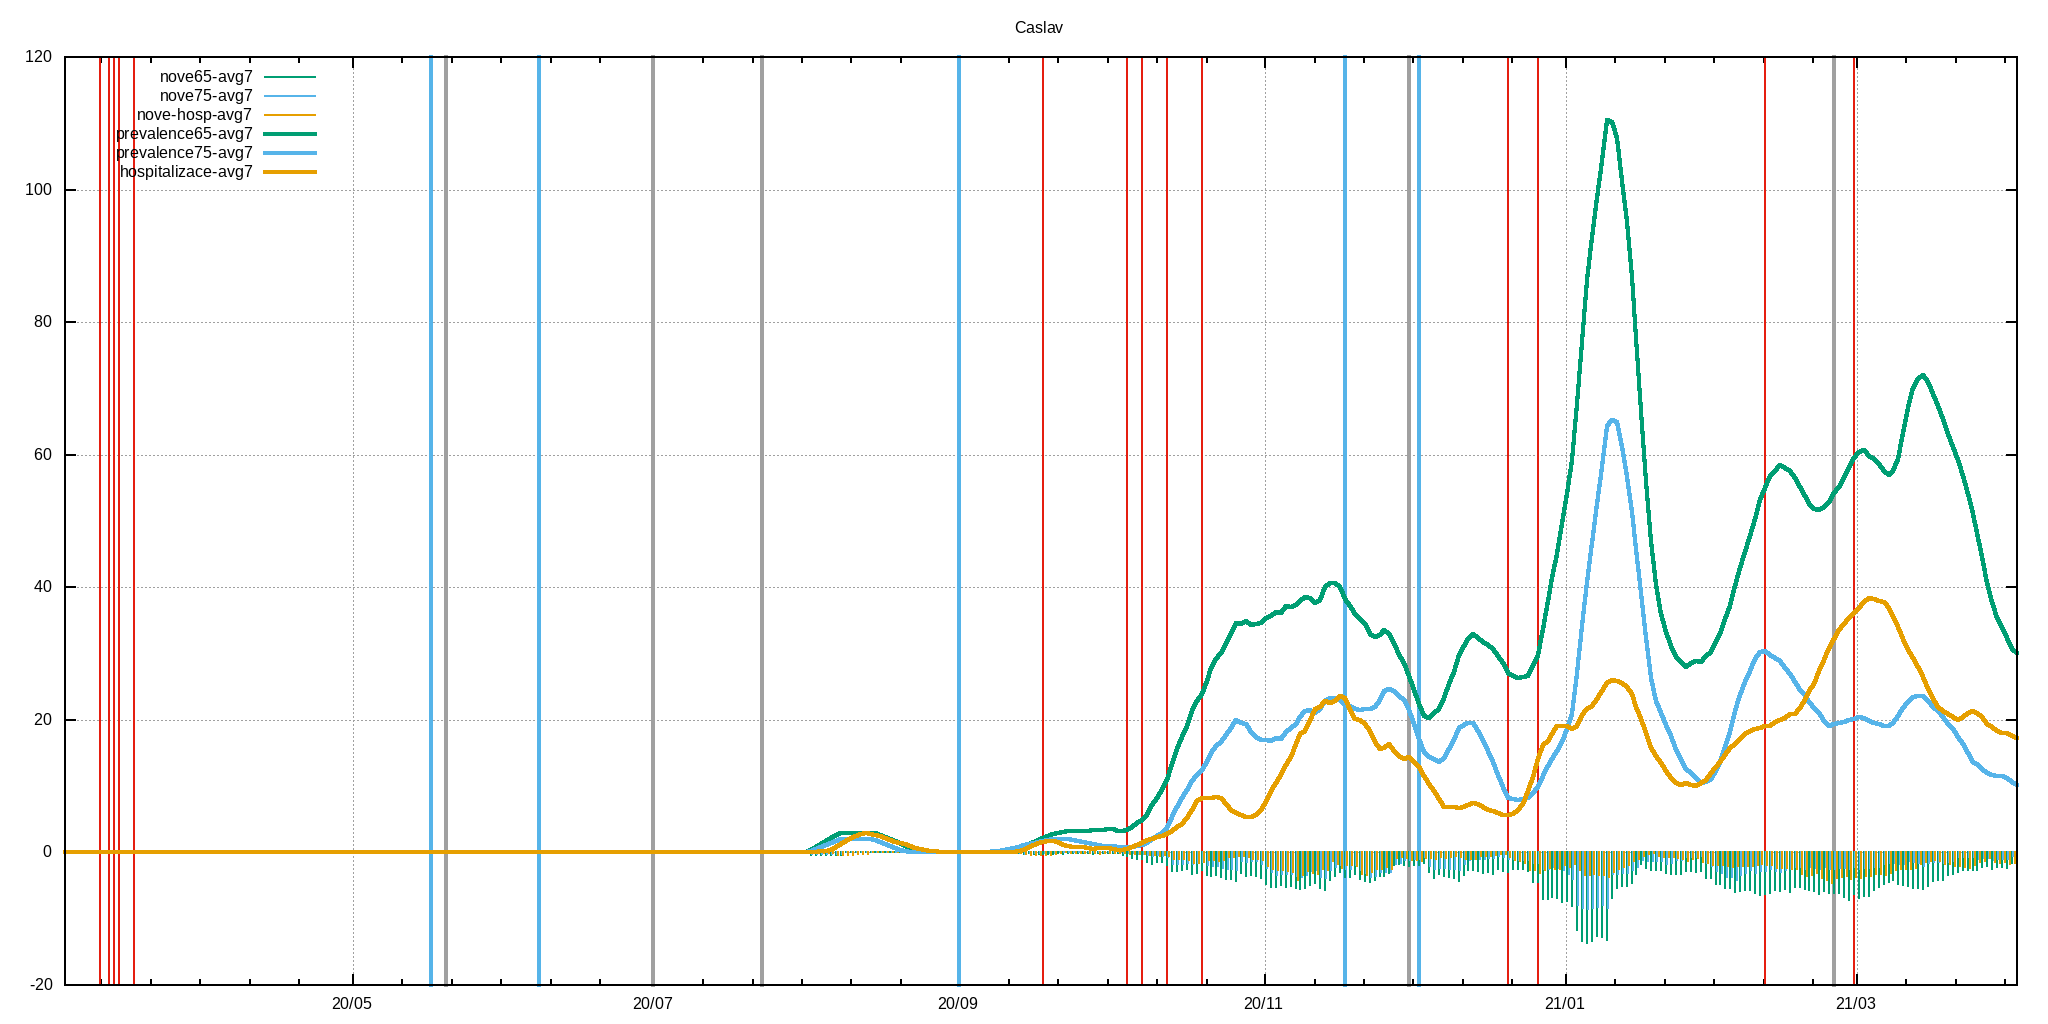 Caslav
120
100
80
60
40
20
0
-20
nove65-avg7
nove75-avg7
nove-hosp-avg7
prevalence65-avg7
prevalence75-avg7
hospitalizace-avg7
20/05 20/07 20/09 20/11 21/01 21/03